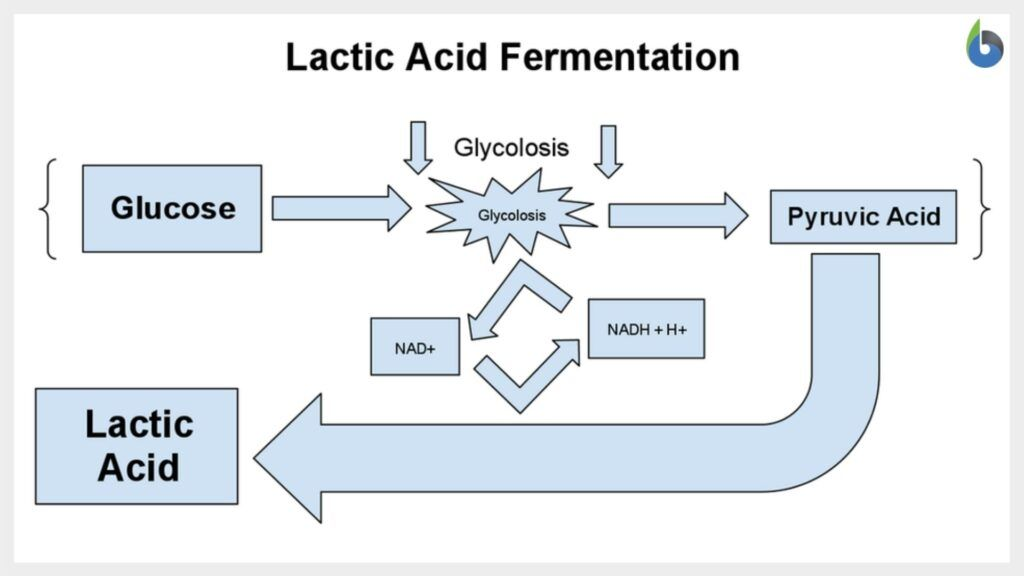 Lactic Acid Fermentation
Glycolosis
Glucose
Glycolosis
Pyruvic Acid
NADH + H+
NAD+
Lactic
Acid